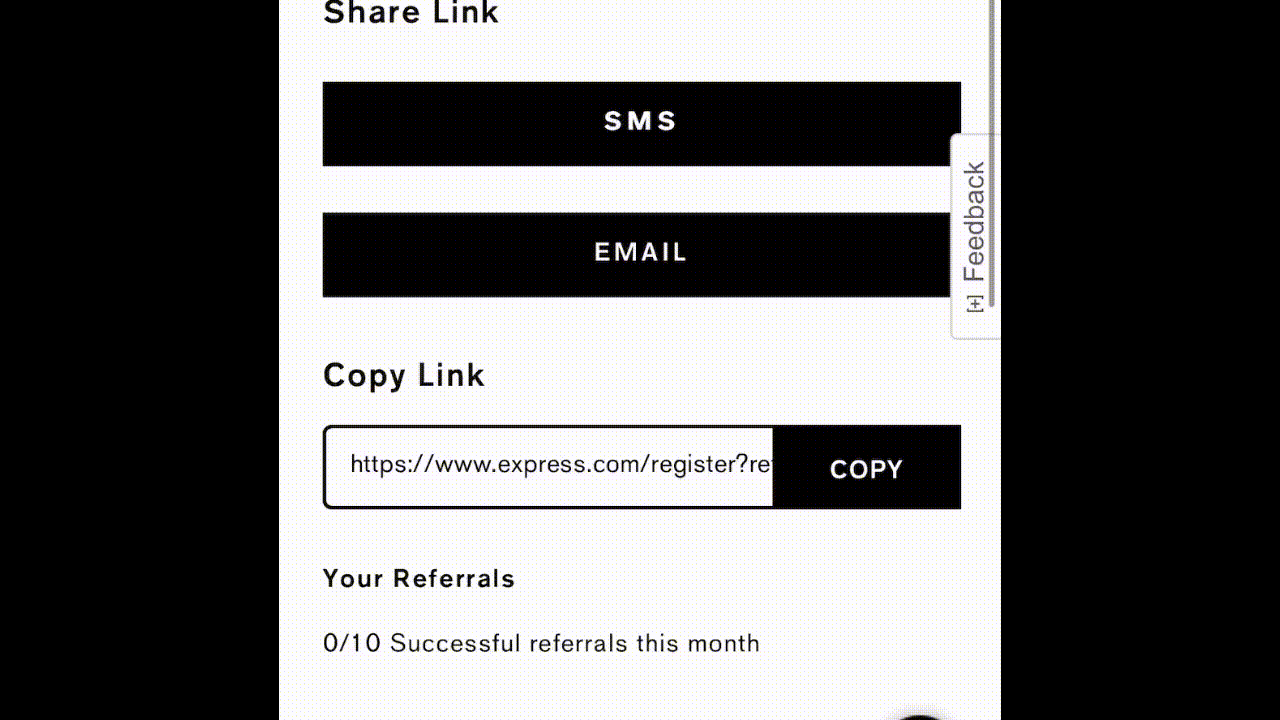 Share Link
SMS
EMAIL
[+] Feedback
Copy Link
https://www.express.com/register?re
COPY
Your Referrals
0/10 Successful referrals this month